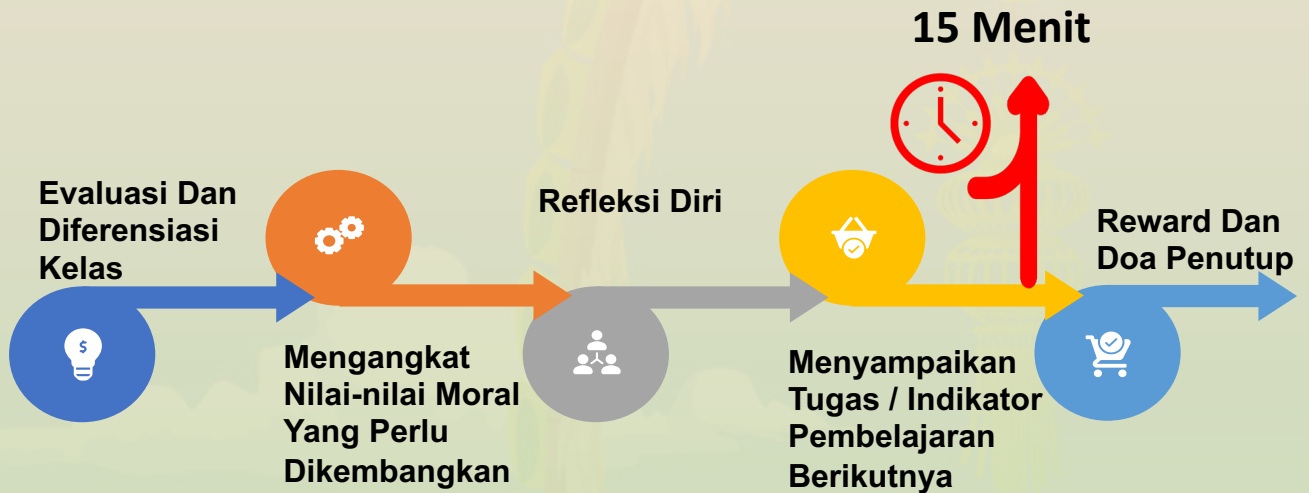 15 Menit
Evaluasi Dan
Diferensiasi
Kelas
Mengangkat
Nilai-nilai Moral
Yang Perlu
Dikembangkan
Refleksi Diri
Menyampaikan
Tugas / Indikator
Pembelajaran
Berikutnya
Reward Dan
Doa Penutup
$